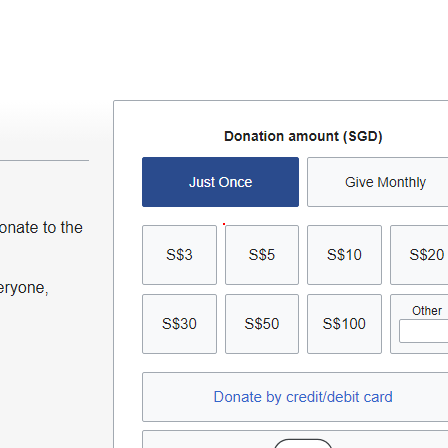 Donation amount (SGD)
Just Once
Give Monthly
onate to the
S$3
S$5
S$10
S$20
eryone,
S$30
S$50
S$100
Other
Donate by credit/debit card